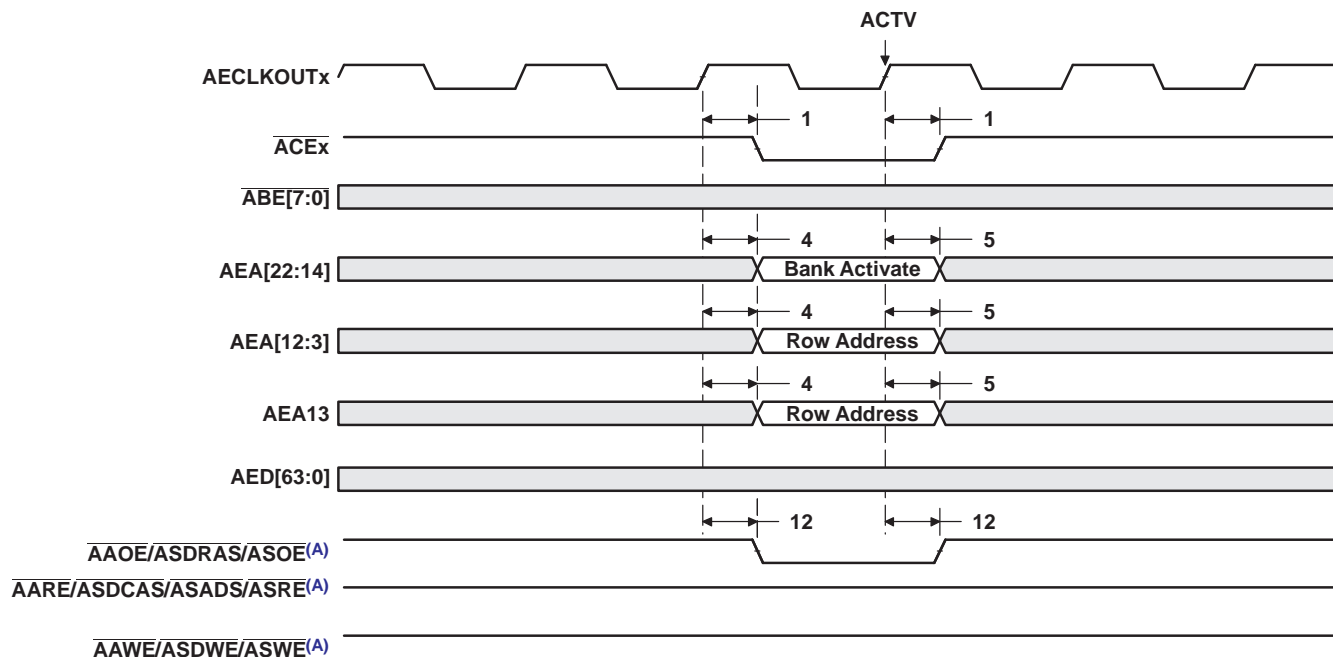 ACTV
AECLKOUTx
1 1
ACEx
ABE[7:0]
4 5
AEA[22:14] Bank Activate
4 5
AEA[12:3] Row Address
4 5
AEA13 Row Address
AED[63:0]
12 12
AAOE/ASDRAS/ASOE(A)
AARE/ASDCAS/ASADS/ASRE(A)
AAWE/ASDWE/ASWE(A)